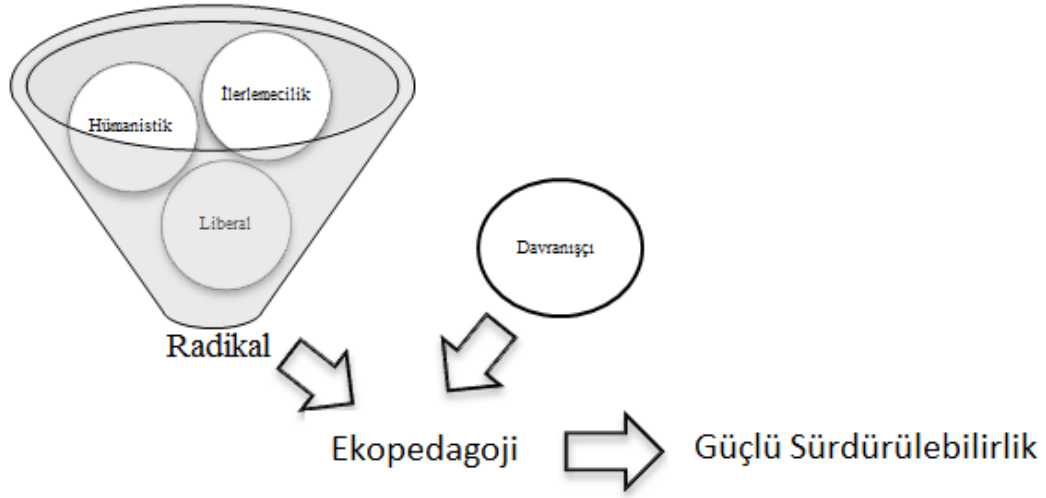 İlerlemecilik
Hümanistik
Liberal
Davranışçı
Radikal
Ekopedagoji
Güçlü Sürdürülebilirlik